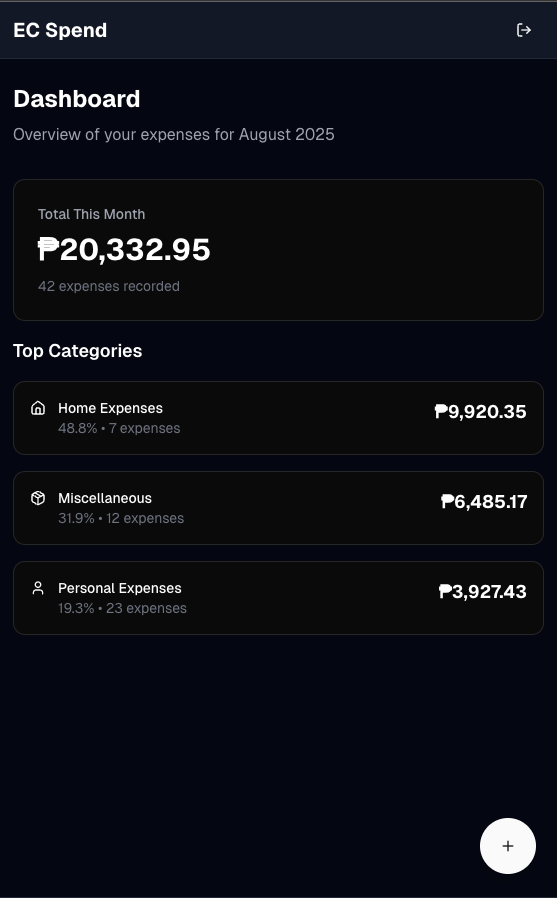 EC Spend
Dashboard
Overview of your expenses for August 2025
Total This Month
₱20,332.95
42 expenses recorded
Top Categories
Home Expenses
₱9,920.35
48.8% • 7 expenses
Miscellaneous
₱6,485.17
31.9% • 12 expenses
Personal Expenses
₱3,927.43
19.3% • 23 expenses
+